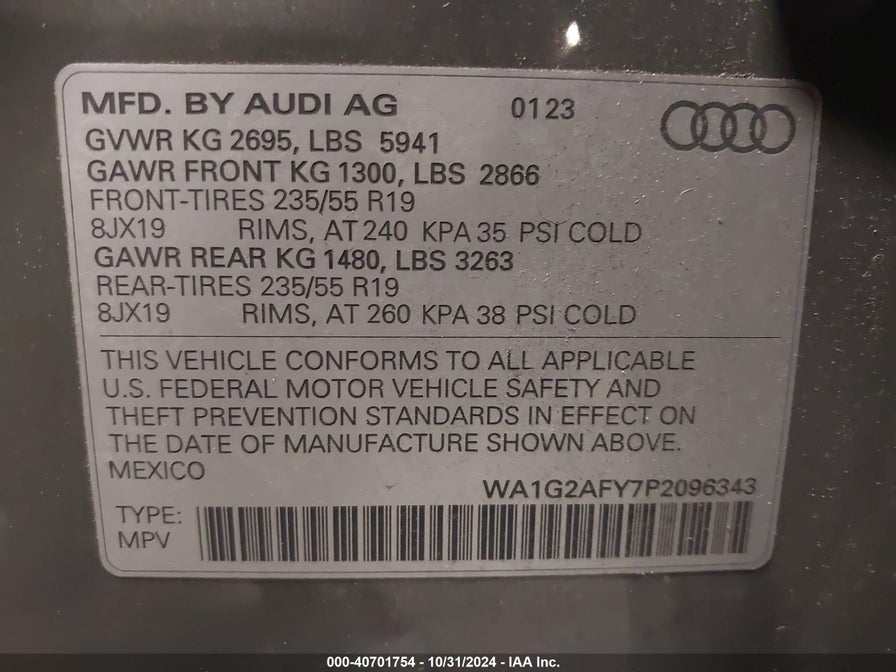 MFD. BY AUDI AG 0123
GVWR KG 2695, LBS 5941
GAWR FRONT KG 1300, LBS 2866
FRONT-TIRES 235/55 R19
8JX19 RIMS, AT 240 KPA 35 PSI COLD
GAWR REAR KG 1480, LBS 3263
REAR-TIRES 235/55 R19
8JX19 RIMS, AT 260 KPA 38 PSI COLD
THIS VEHICLE CONFORMS TO ALL APPLICABLE
U.S. FEDERAL MOTOR VEHICLE SAFETY AND
THEFT PREVENTION STANDARDS IN EFFECT ON
THE DATE OF MANUFACTURE SHOWN ABOVE.
MEXICO
WA1G2AFY7P2096343
TYPE:
MPV
000-40701754 - 10/31/2024 - IAA Inc.